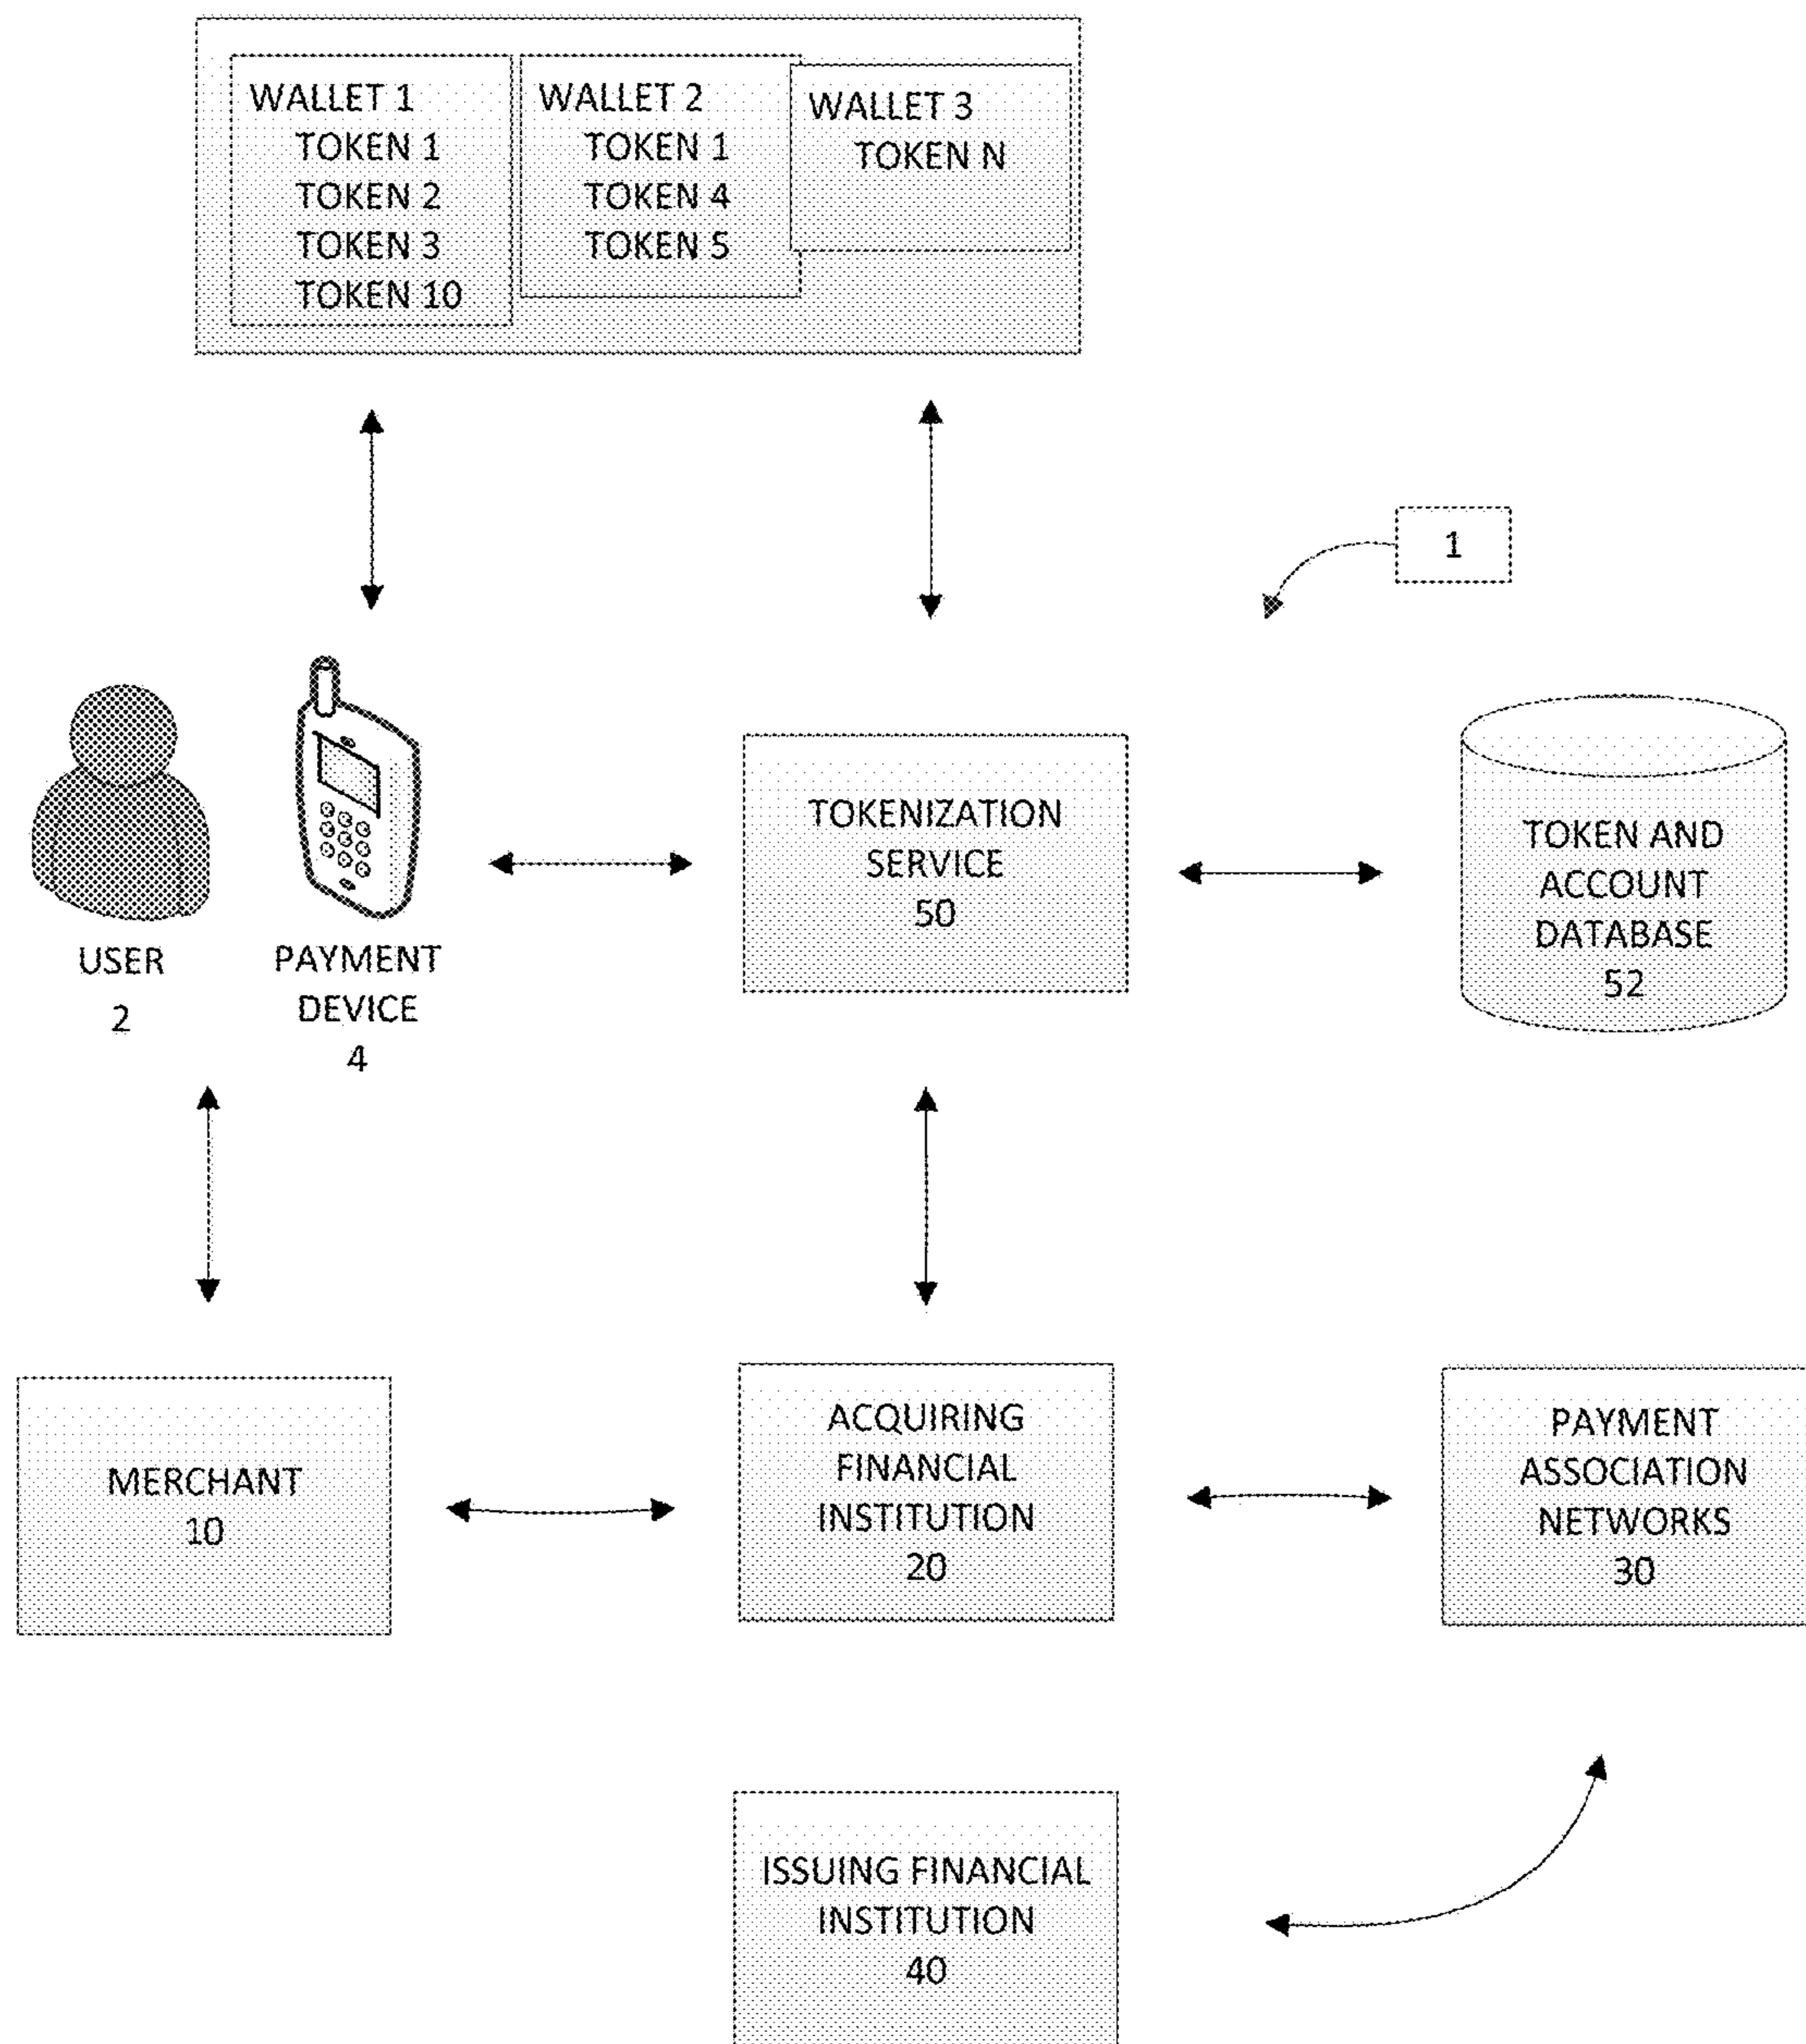 WALLET 1
TOKEN 1
TOKEN 2
TOKEN 3
TOKEN 10
WALLET 2
TOKEN 1
TOKEN 4
TOKEN 5
WALLET 3
TOKEN N
1
USER
2
PAYMENT
DEVICE
4
TOKENIZATION
SERVICE
50
TOKEN AND
ACCOUNT
DATABASE
52
MERCHANT
10
ACQUIRING
FINANCIAL
INSTITUTION
20
PAYMENT
ASSOCIATION
NETWORKS
30
ISSUING FINANCIAL
INSTITUTION
40